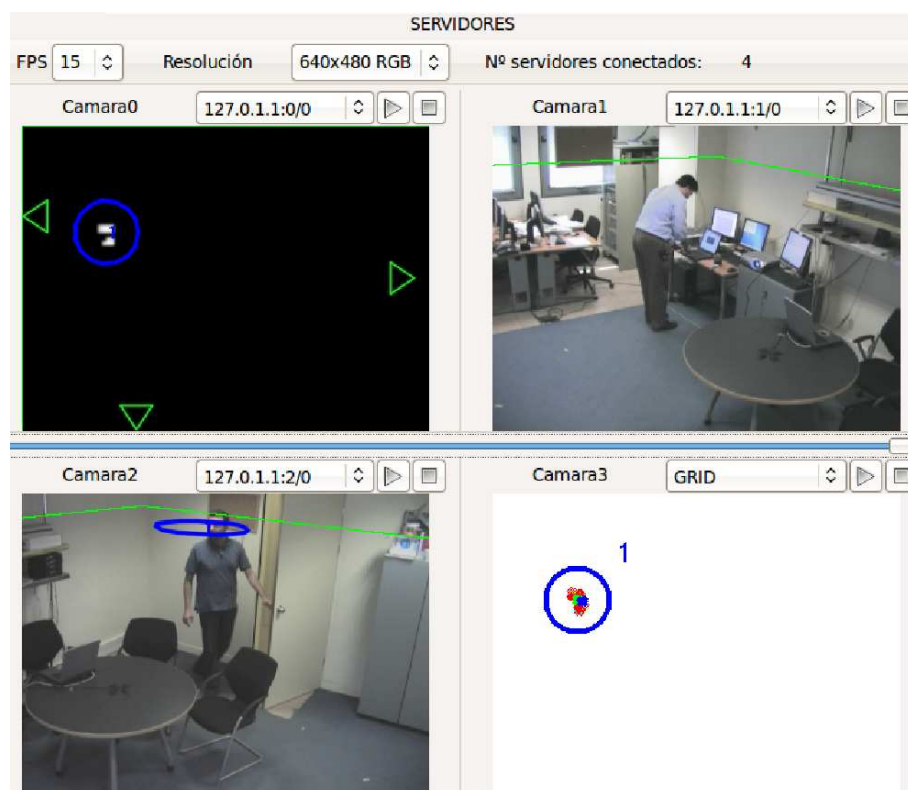 SERVIDORES
FPS 15 Resolución 640x480 RGB Nº servidores conectados: 4
Camara0 127.0.1.1:0/0 Camara1 127.0.1.1:1/0
1
Camara2 127.0.1.1:2/0 Camara3 GRID
1